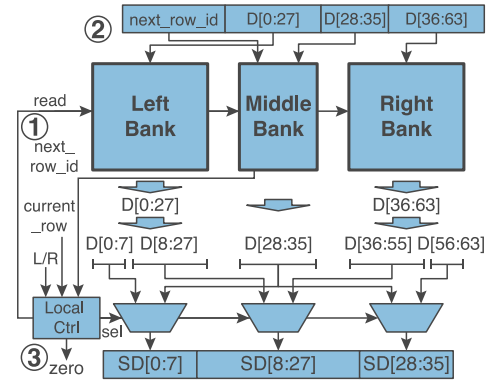 ② next_row_id D[0:27] D[28:35] D[36:63]
read
Left
Bank
Middle
Bank
Right
Bank
①
next_
row_id
D[0:27] D[36:63]
current
_row
D[0:7] D[8:27] D[28:35] D[36:55] D[56:63]
L/R
Local
Ctrl
sel
③
zero
SD[0:7] SD[8:27] SD[28:35]